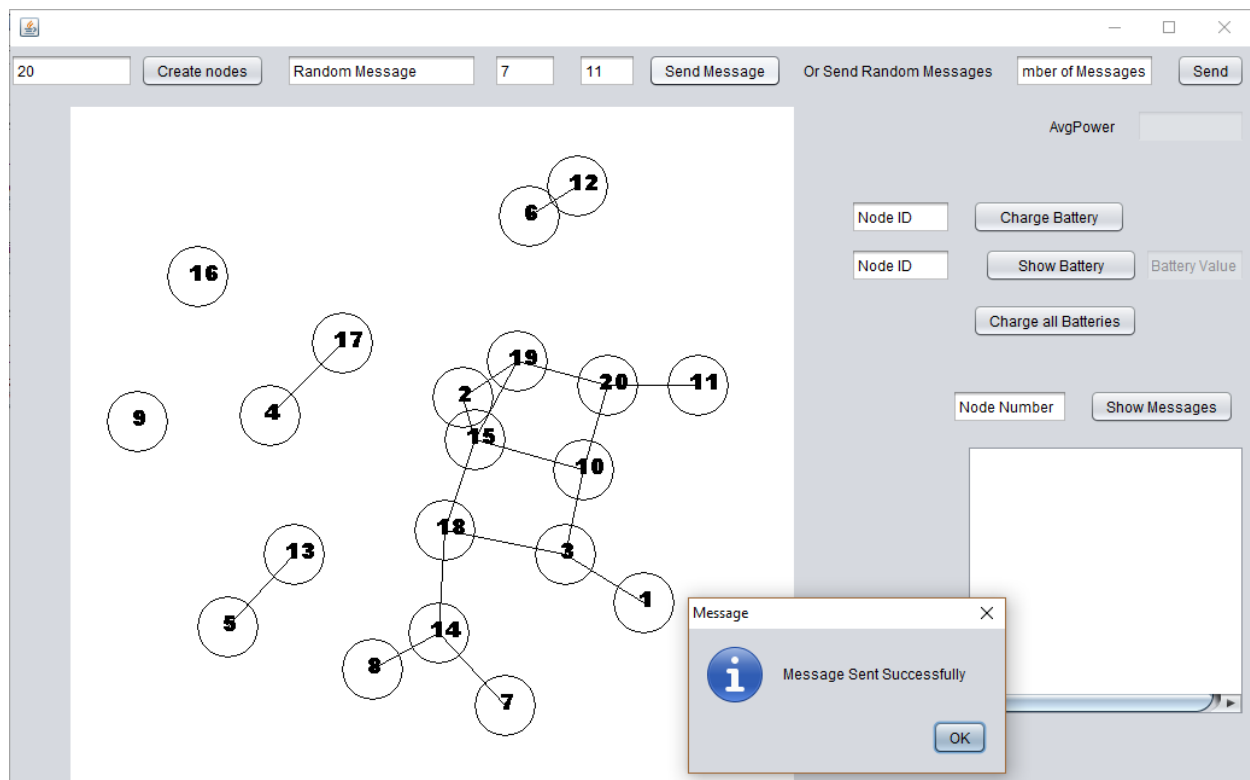 20 Create nodes Random Message 7 11 Send Message Or Send Random Messages mber of Messages Send
AvgPower
12
6
Node ID Charge Battery
16
Node ID Show Battery Battery Value
Charge all Batteries
17
19
20 11
2
Node Number Show Messages
4
9
15
10
18
13
3
1
Message
5
14
8
Message Sent Successfully
7
OK